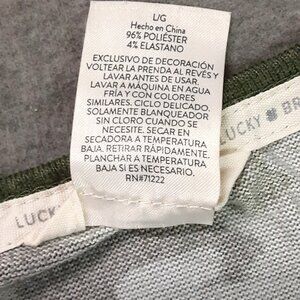 L/G
Hecho en China
96% POLIÉSTER
4% ELASTANO
EXCLUSIVO DE DECORACIÓN
VOLTEAR LA PRENDA AL REVÉS Y
LAVAR ANTES DE USAR.
LAVAR A MÁQUINA EN AGUA
FRÍA Y CON COLORES
SIMILARES. CICLO DELICADO.
SOLAMENTE BLANQUEADOR
SIN CLORO CUANDO SE
NECESITE. SECAR EN
SECADORA A TEMPERATURA
BAJA. RETIRAR RÁPIDAMENTE.
PLANCHAR A TEMPERATURA
BAJA SI ES NECESARIO.
RN#71222
LUCKY
LUCKY BR